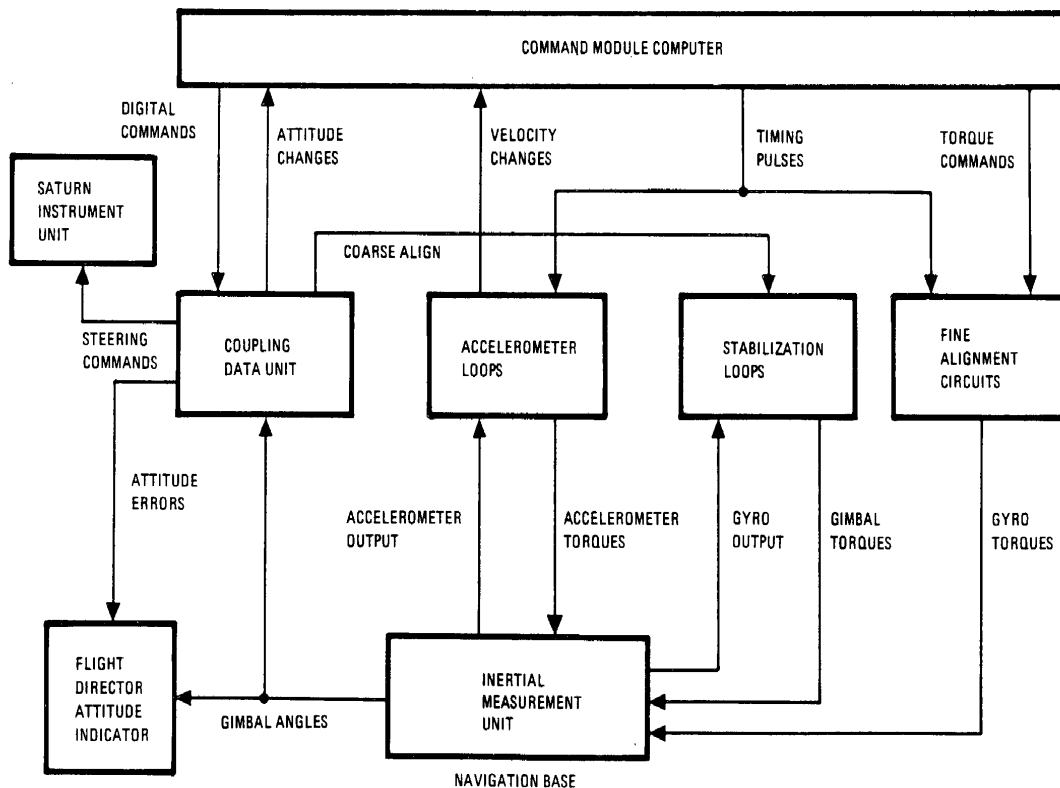 COMMAND MODULE COMPUTER
DIGITAL
COMMANDS
ATTITUDE
CHANGES
VELOCITY
CHANGES
TIMING
PULSES
TORQUE
COMMANDS
SATURN
INSTRUMENT
UNIT
COARSE ALIGN
STEERING
COMMANDS
COUPLING
DATA UNIT
ACCELEROMETER
LOOPS
STABILIZATION
LOOPS
FINE
ALIGNMENT
CIRCUITS
ATTITUDE
ERRORS
ACCELEROMETER
OUTPUT
ACCELEROMETER
TORQUES
GYRO
OUTPUT
GIMBAL
TORQUES
GYRO
TORQUES
FLIGHT
DIRECTOR
ATTITUDE
INDICATOR
GIMBAL ANGLES
INERTIAL
MEASUREMENT
UNIT
NAVIGATION BASE